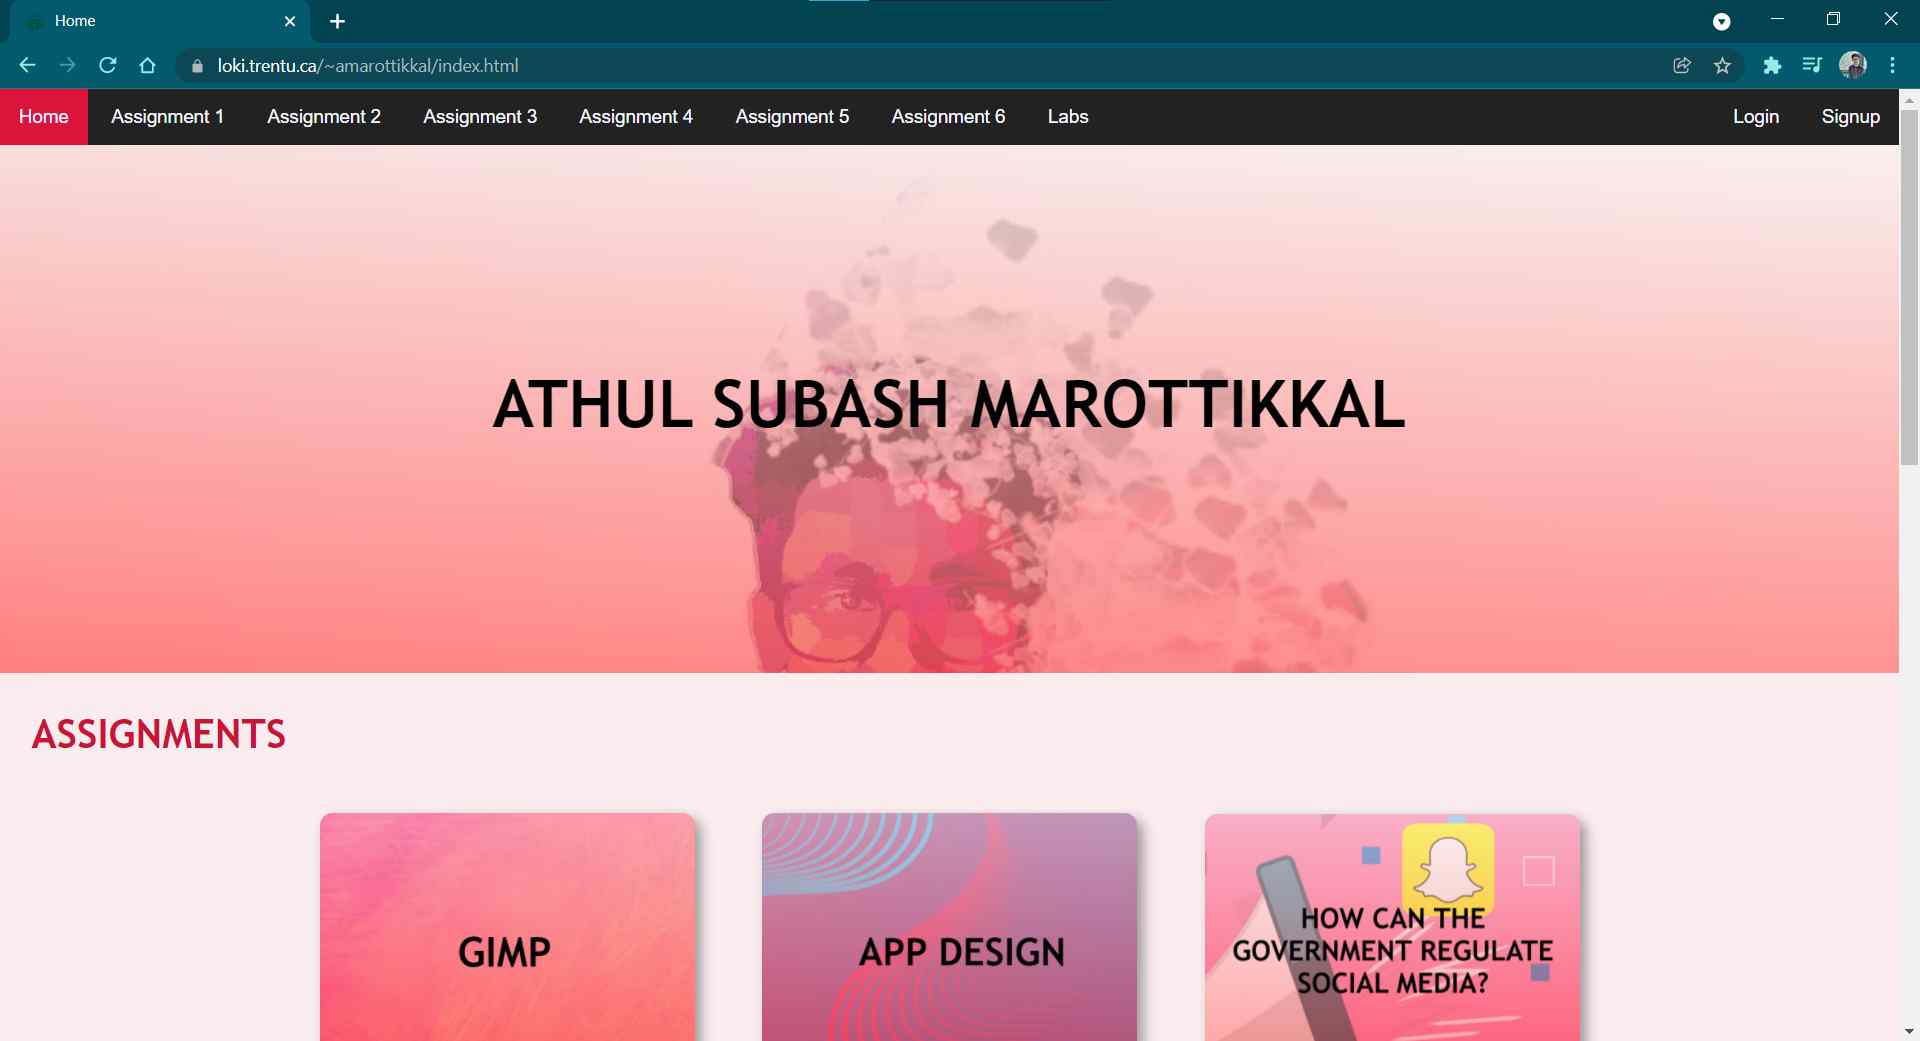 Home
loki.trentu.ca/~amarottikkal/index.html
Home Assignment 1 Assignment 2 Assignment 3 Assignment 4 Assignment 5 Assignment 6 Labs Login Signup
ATHUL SUBASH MAROTTIKKAL
ASSIGNMENTS
GIMP
APP DESIGN
HOW CAN THE
GOVERNMENT REGULATE
SOCIAL MEDIA?